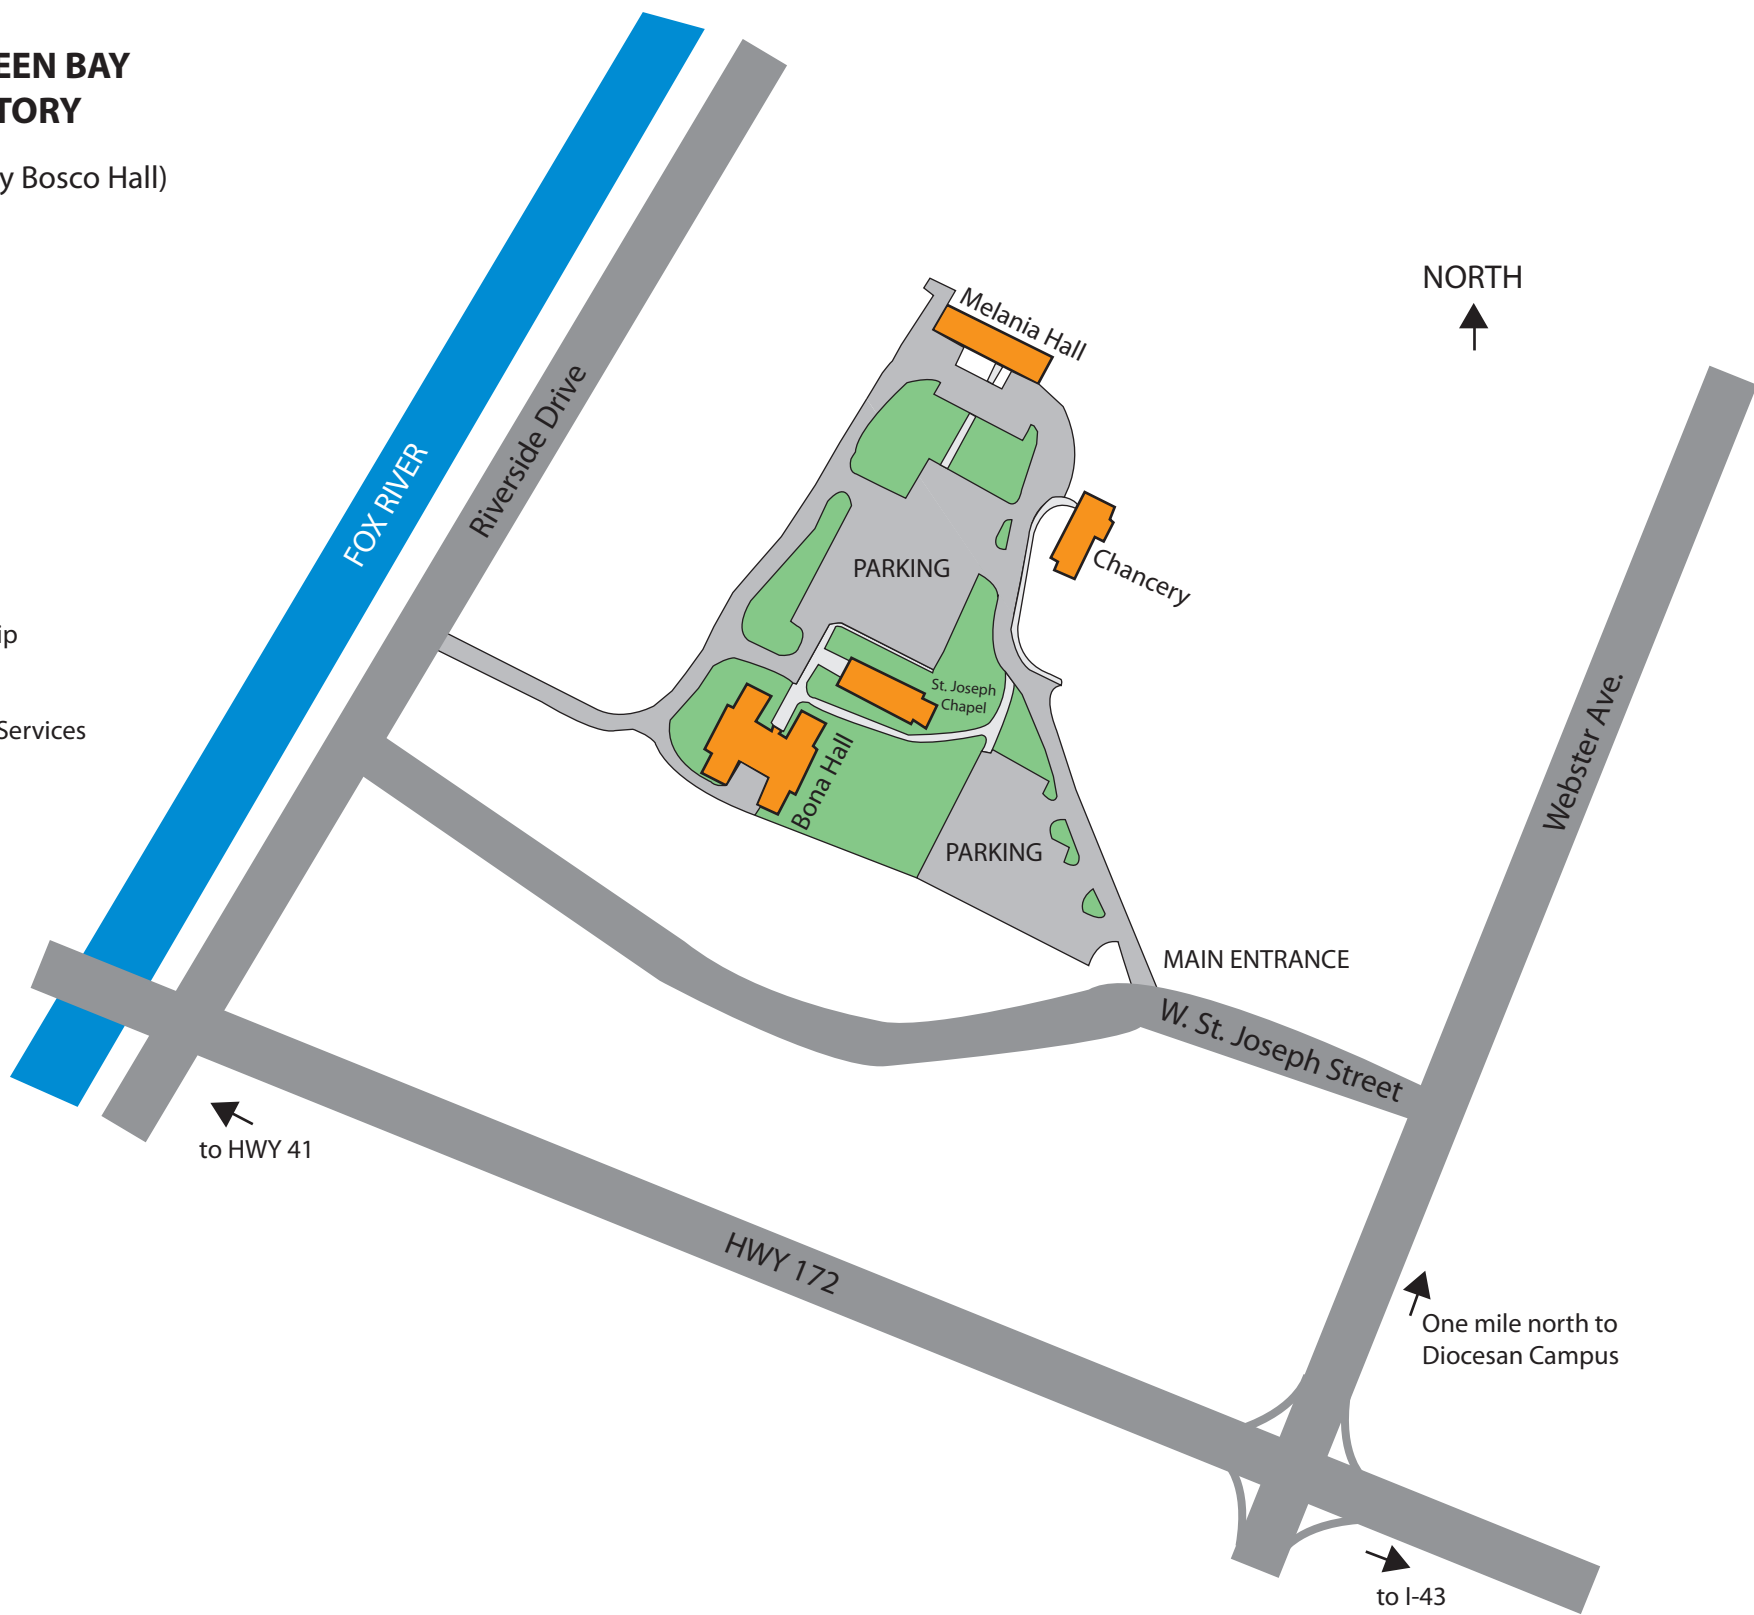 EEN BAY
TORY
y Bosco Hall)
ip
Services
FOX RIVER
Riverside Drive
Melania Hall
NORTH
PARKING
Chancery
St. Joseph
Chapel
Bona Hall
PARKING
Webster Ave.
MAIN ENTRANCE
W. St. Joseph Street
to HWY 41
HWY 172
One mile north to
Diocesan Campus
to I-43